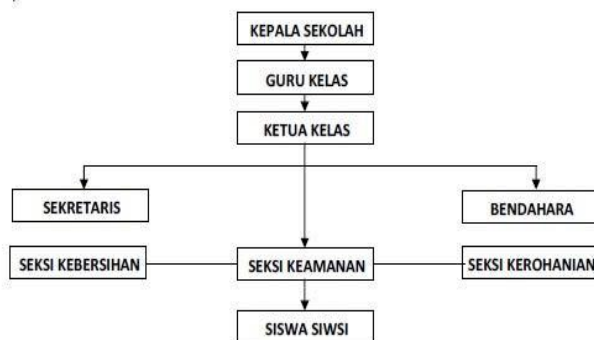 KEPALA SEKOLAH
GURU KELAS
KETUA KELAS
SEKRETARIS
BENDAHARA
SEKSI KEBERSIHAN
SEKSI KEAMANAN
SEKSI KEROHANIAN
SISWA SIWSI